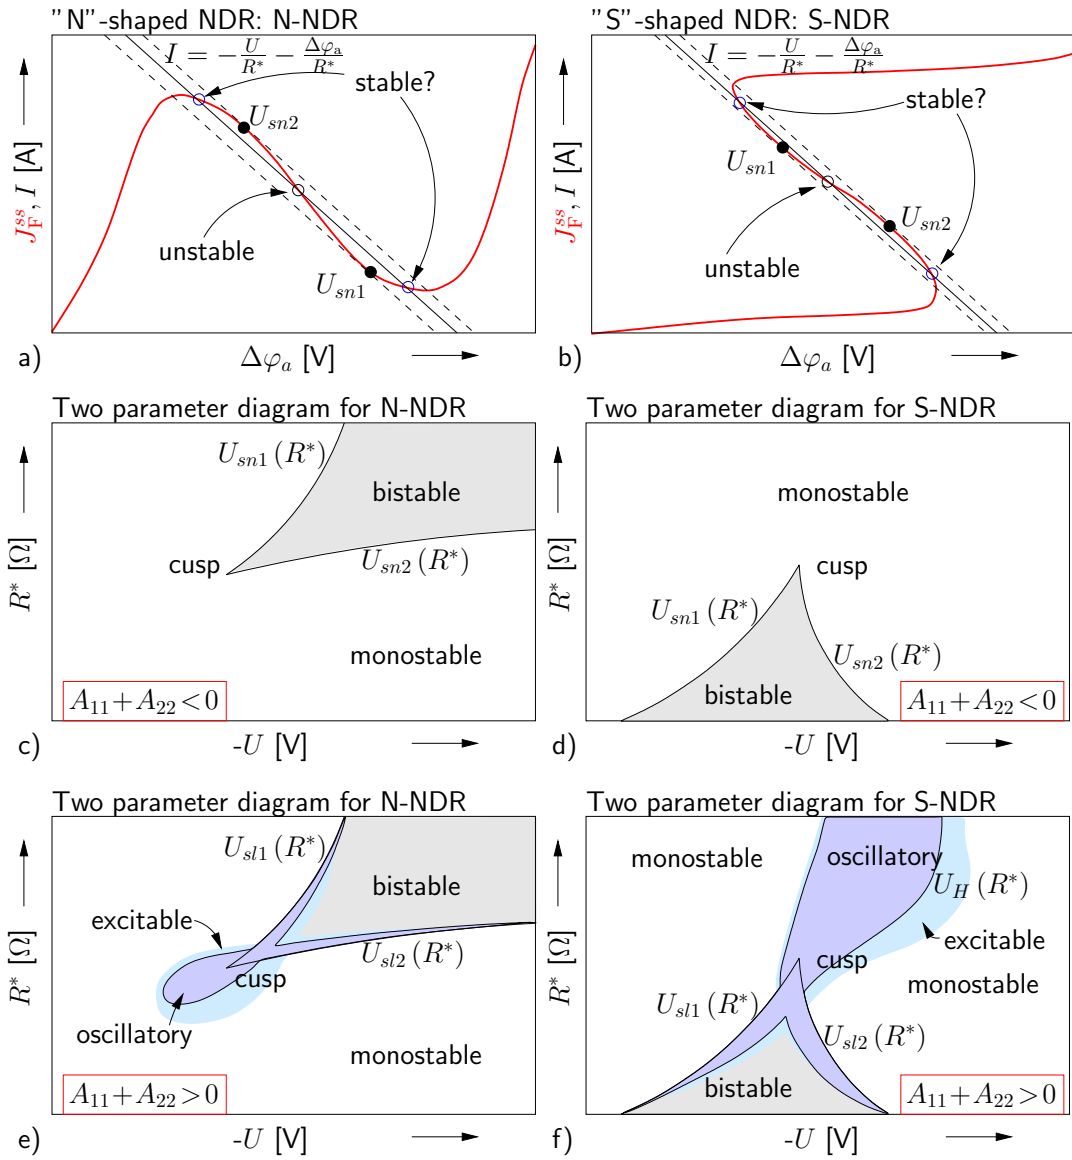 "N"-shaped NDR: N-NDR
I = −U/R* − Δφa/R*
stable?
Usn2
unstable
Usn1
J_F^ss, I [A]
a)
Δφa [V]
"S"-shaped NDR: S-NDR
I = −U/R* − Δφa/R*
stable?
Usn1
Usn2
unstable
J_F^ss, I [A]
b)
Δφa [V]
Two parameter diagram for N-NDR
Usn1 (R*)
bistable
cusp
Usn2 (R*)
monostable
A11+A22<0
R* [Ω]
c)
-U [V]
Two parameter diagram for S-NDR
monostable
cusp
Usn1 (R*)
Usn2 (R*)
bistable
A11+A22<0
R* [Ω]
d)
-U [V]
Two parameter diagram for N-NDR
Usl1 (R*)
bistable
excitable
Usl2 (R*)
cusp
oscillatory
monostable
A11+A22>0
R* [Ω]
e)
-U [V]
Two parameter diagram for S-NDR
monostable
oscillatory
UH (R*)
excitable
cusp
monostable
Usl1 (R*)
Usl2 (R*)
bistable
A11+A22>0
R* [Ω]
f)
-U [V]